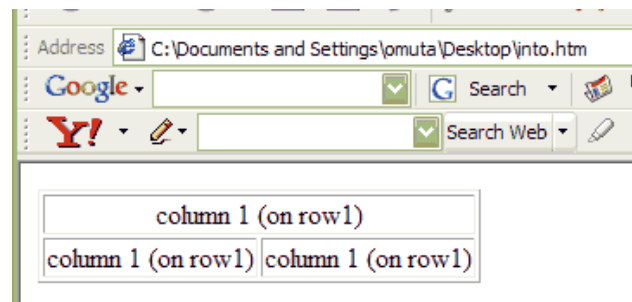 Address C:\Documents and Settings\omuta\Desktop\into.htm
Google Search
Y! Search Web
column 1 (on row1)
column 1 (on row1) column 1 (on row1)